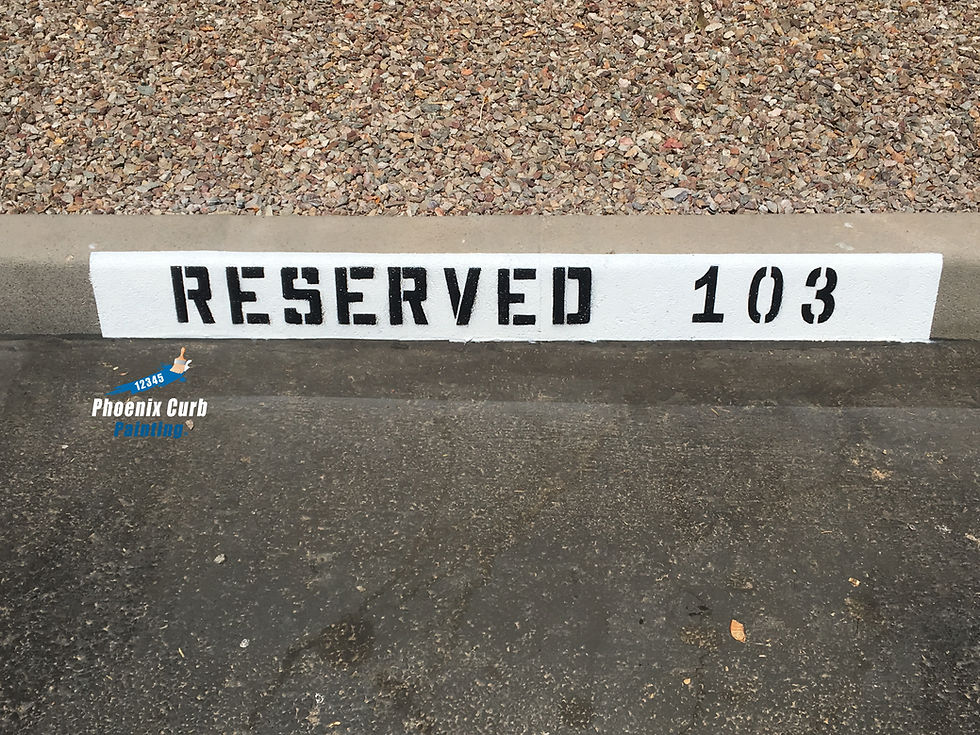 RESERVED 103
12345
Phoenix Curb
Painting